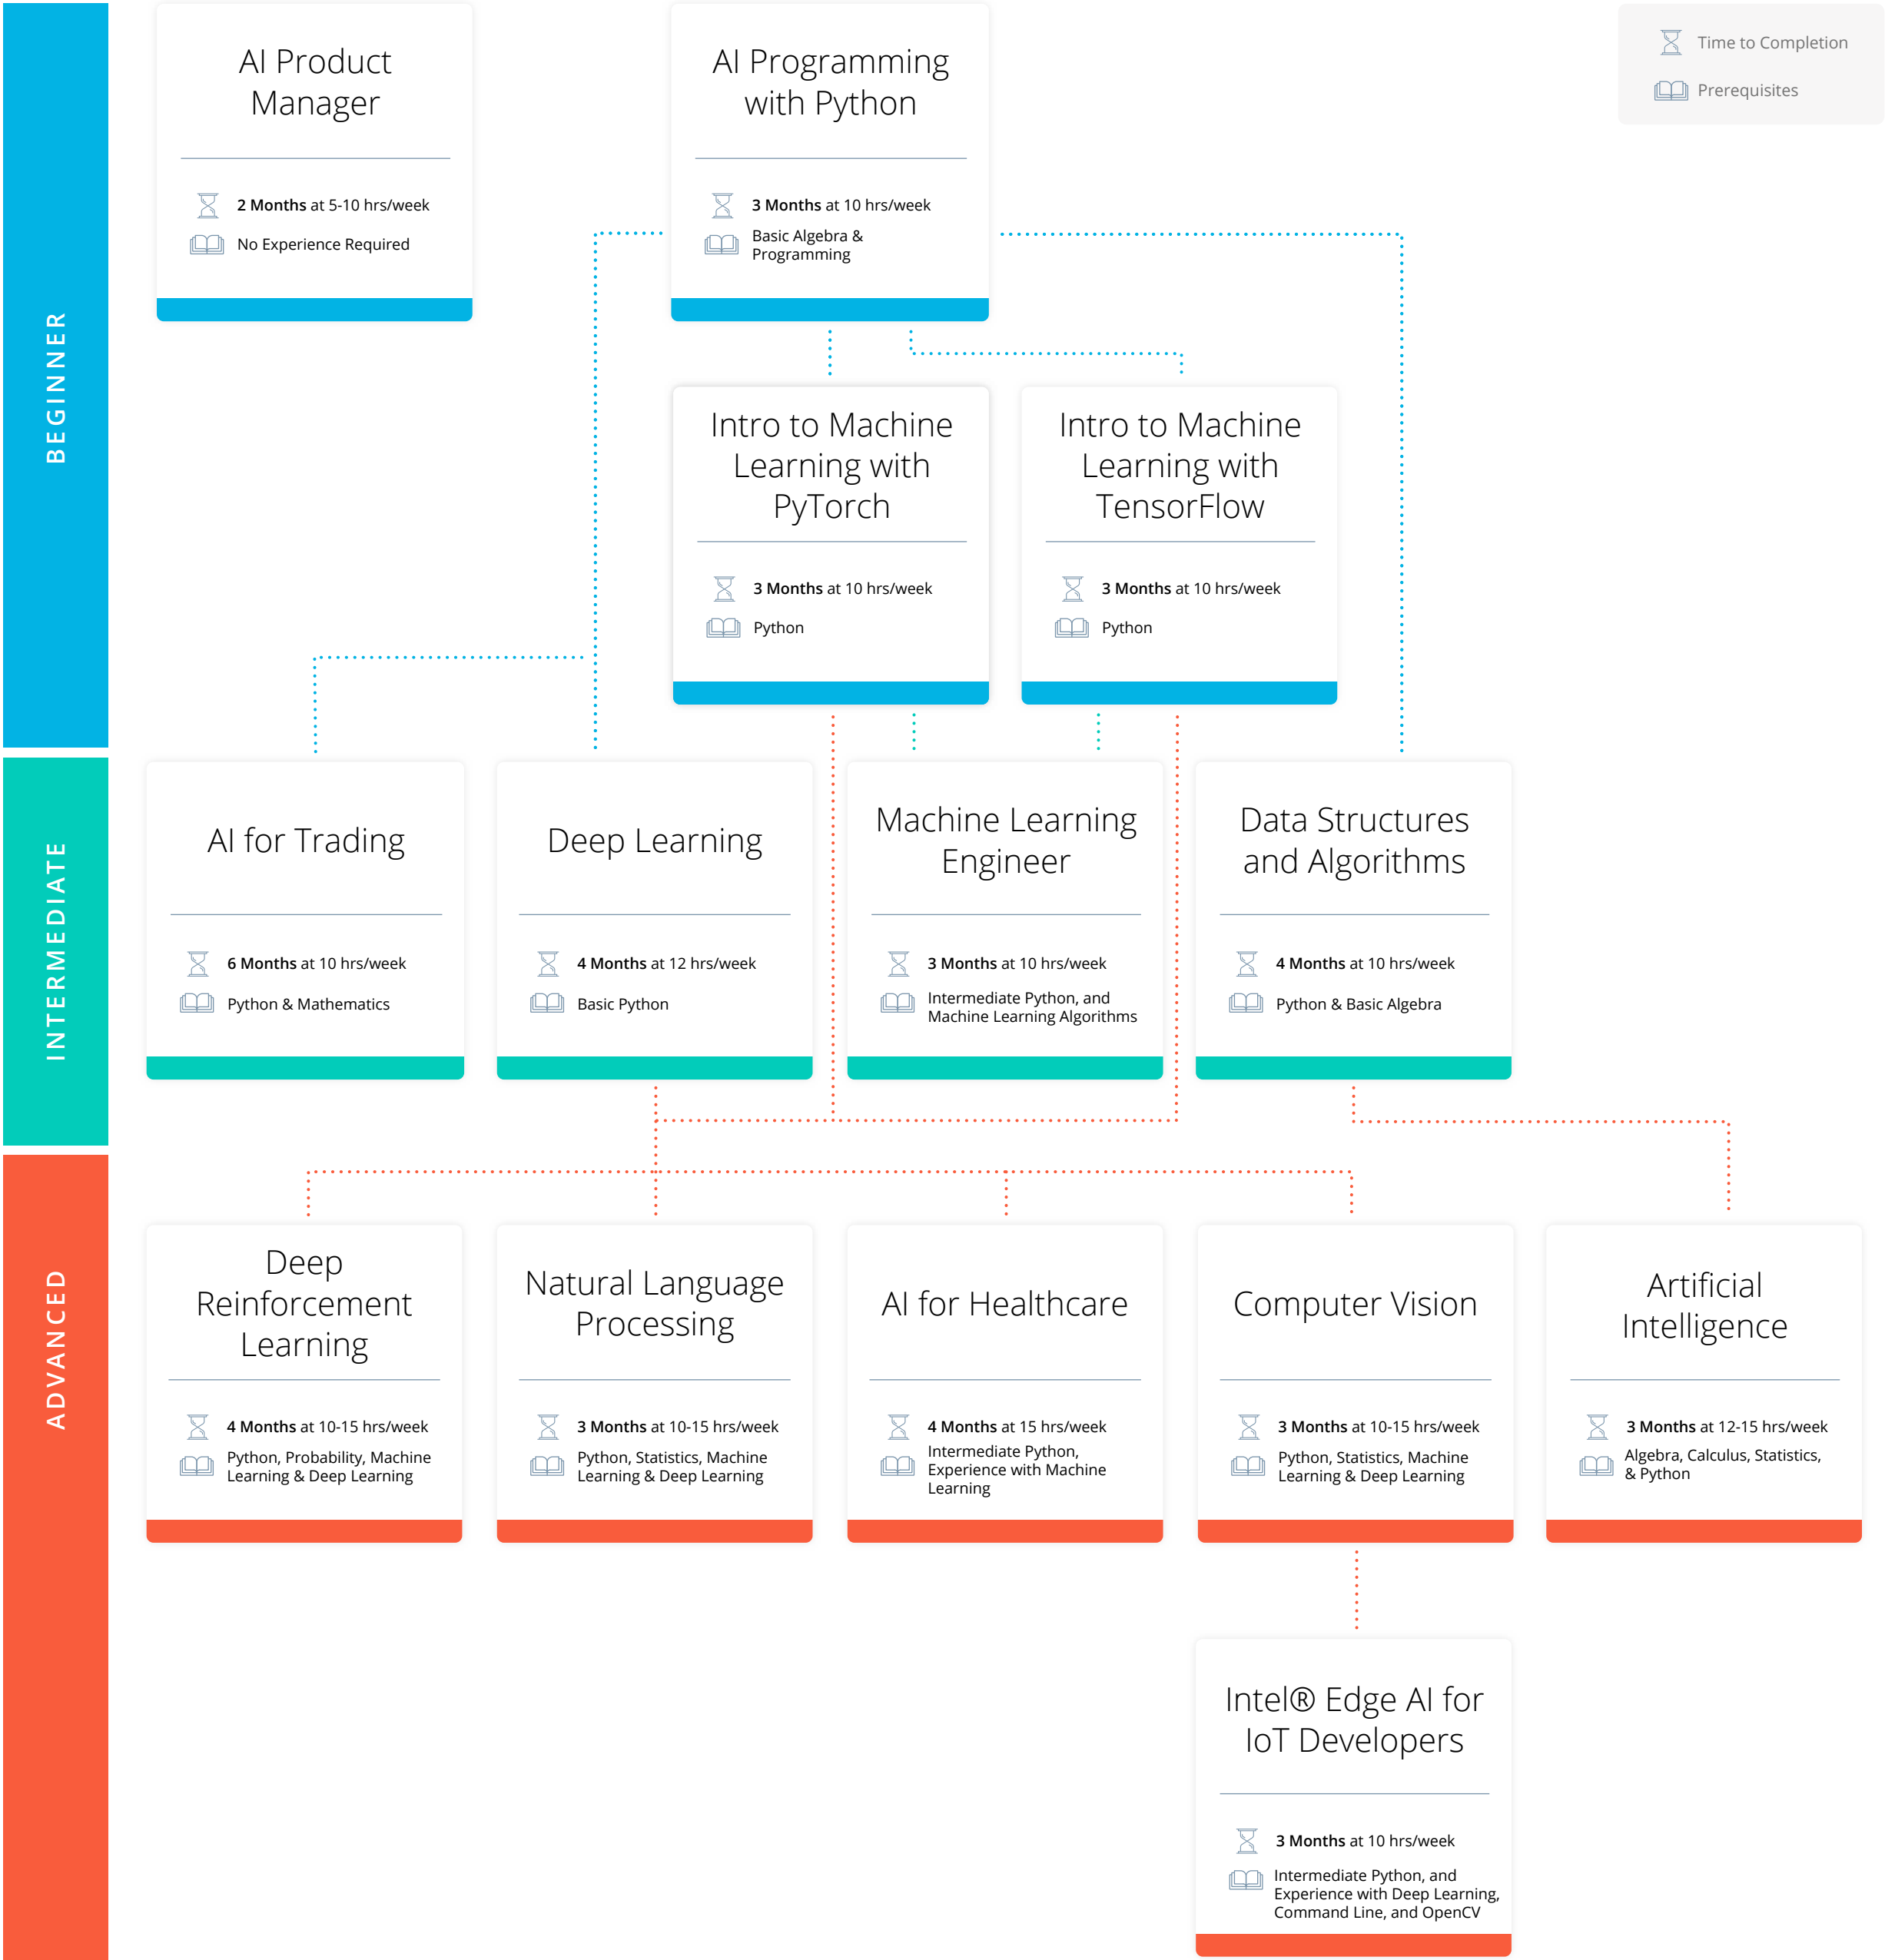 AI Product
Manager
2 Months at 5-10 hrs/week
No Experience Required
AI Programming
with Python
3 Months at 10 hrs/week
Basic Algebra &
Programming
Time to Completion
Prerequisites
BEGINNER
Intro to Machine
Learning with
PyTorch
3 Months at 10 hrs/week
Python
Intro to Machine
Learning with
TensorFlow
3 Months at 10 hrs/week
Python
INTERMEDIATE
AI for Trading
6 Months at 10 hrs/week
Python & Mathematics
Deep Learning
4 Months at 12 hrs/week
Basic Python
Machine Learning
Engineer
3 Months at 10 hrs/week
Intermediate Python, and
Machine Learning Algorithms
Data Structures
and Algorithms
4 Months at 10 hrs/week
Python & Basic Algebra
ADVANCED
Deep
Reinforcement
Learning
4 Months at 10-15 hrs/week
Python, Probability, Machine
Learning & Deep Learning
Natural Language
Processing
3 Months at 10-15 hrs/week
Python, Statistics, Machine
Learning & Deep Learning
AI for Healthcare
4 Months at 15 hrs/week
Intermediate Python,
Experience with Machine
Learning
Computer Vision
3 Months at 10-15 hrs/week
Python, Statistics, Machine
Learning & Deep Learning
Artificial
Intelligence
3 Months at 12-15 hrs/week
Algebra, Calculus, Statistics,
& Python
Intel® Edge AI for
IoT Developers
3 Months at 10 hrs/week
Intermediate Python, and
Experience with Deep Learning,
Command Line, and OpenCV